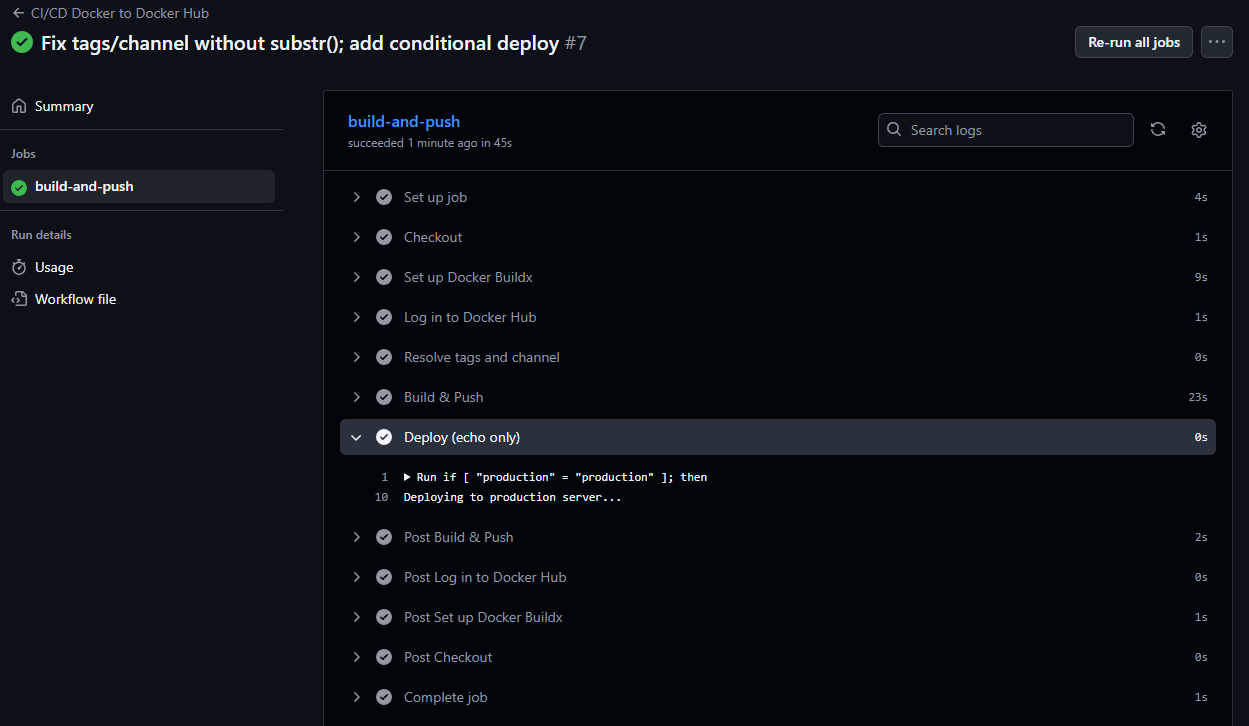 CI/CD Docker to Docker Hub
Fix tags/channel without substr(); add conditional deploy #7
Re-run all jobs
Summary
Jobs
build-and-push
Run details
Usage
Workflow file
build-and-push
succeeded 1 minute ago in 45s
Search logs
Set up job 4s
Checkout 1s
Set up Docker Buildx 9s
Log in to Docker Hub 1s
Resolve tags and channel 0s
Build & Push 23s
Deploy (echo only) 0s
1 Run if [ "production" = "production" ]; then
10 Deploying to production server...
Post Build & Push 2s
Post Log in to Docker Hub 0s
Post Set up Docker Buildx 1s
Post Checkout 0s
Complete job 1s